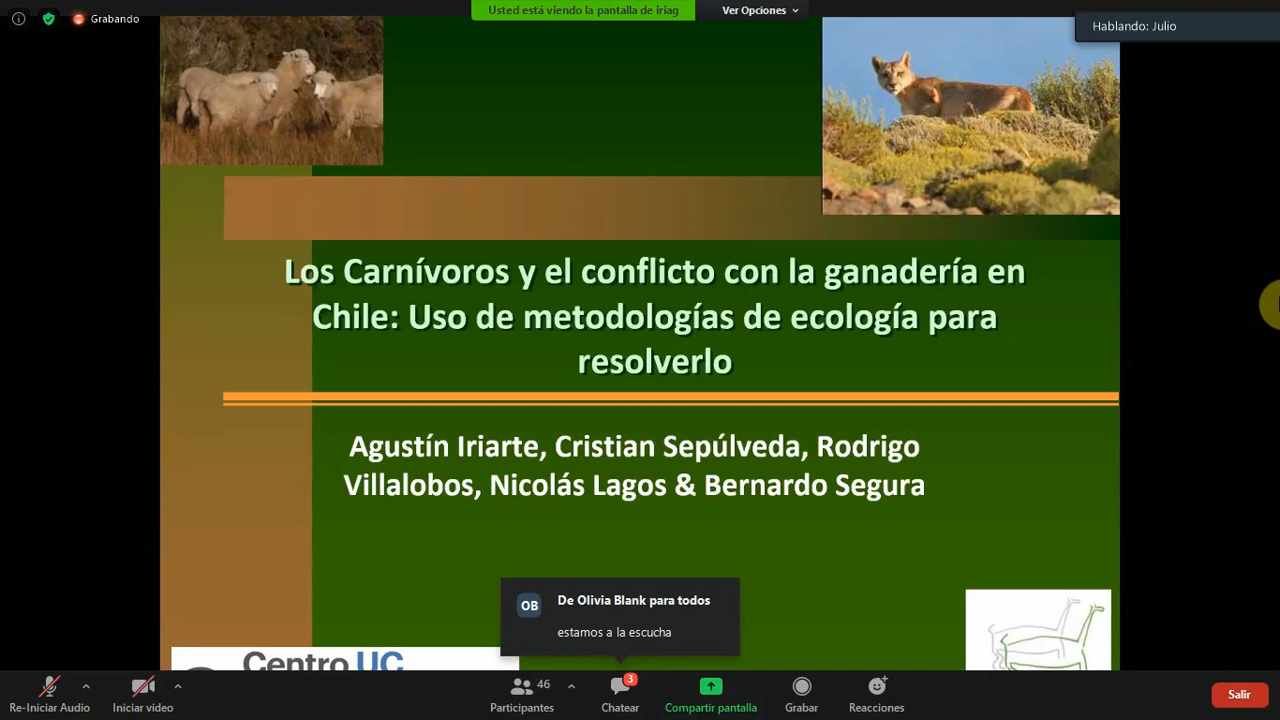 Grabando
Usted está viendo la pantalla de iriag
Ver Opciones
Hablando: Julio
Los Carnívoros y el conflicto con la ganadería en
Chile: Uso de metodologías de ecología para
resolverlo
Agustín Iriarte, Cristian Sepúlveda, Rodrigo
Villalobos, Nicolás Lagos & Bernardo Segura
OB
De Olivia Blank para todos
estamos a la escucha
Centro UC
Re-Iniciar Audio
Iniciar video
46
Participantes
3
Chatear
Compartir pantalla
Grabar
Reacciones
Salir